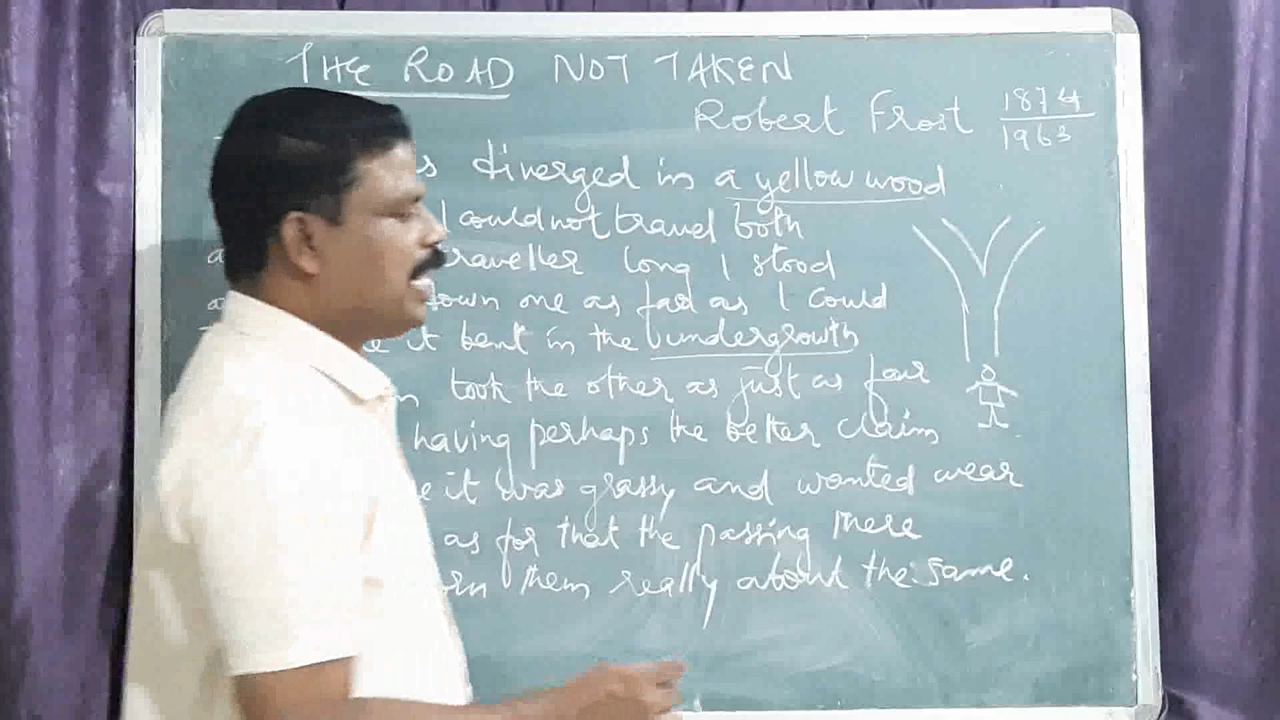 THE ROAD NOT TAKEN
Robert Frost 1874
1963
diverged in a yellow wood
I could not travel both
traveller long I stood
one as far as I could
it bent in the undergrowth
took the other as just as fair
having perhaps the better claim
it was grassy and wanted wear
as for that the passing there
them really about the same.